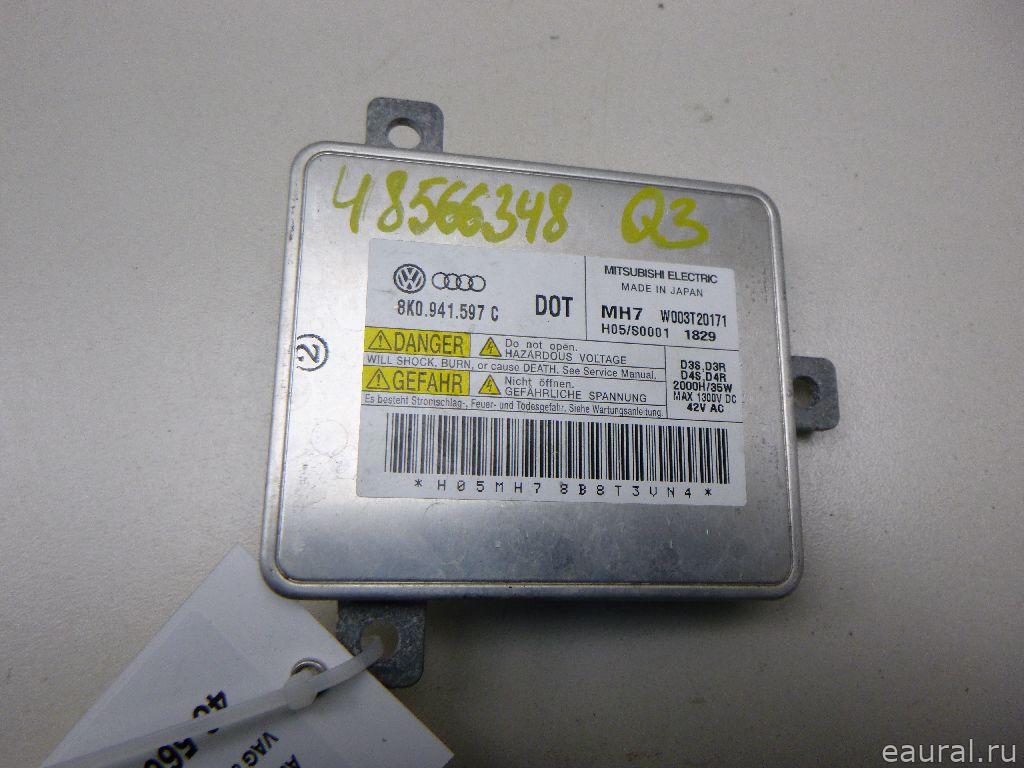 48566348 Q3
8K0.941.597 C
DOT
MITSUBISHI ELECTRIC
MADE IN JAPAN
MH7 W003T20171
H05/S0001 1829
DANGER
Do not open.
HAZARDOUS VOLTAGE
WILL SHOCK, BURN, or cause DEATH. See Service Manual.
GEFAHR
Nicht öffnen.
GEFÄHRLICHE SPANNUNG
Es besteht Stromschlag-, Feuer- und Todesgefahr, Siehe Wartungsanleitung.
D3S,D3R
D4S,D4R
2000H/35W
MAX 1300V DC
42V AC
*H05MH78B8T3VN4*
2
VAG
eaural.ru